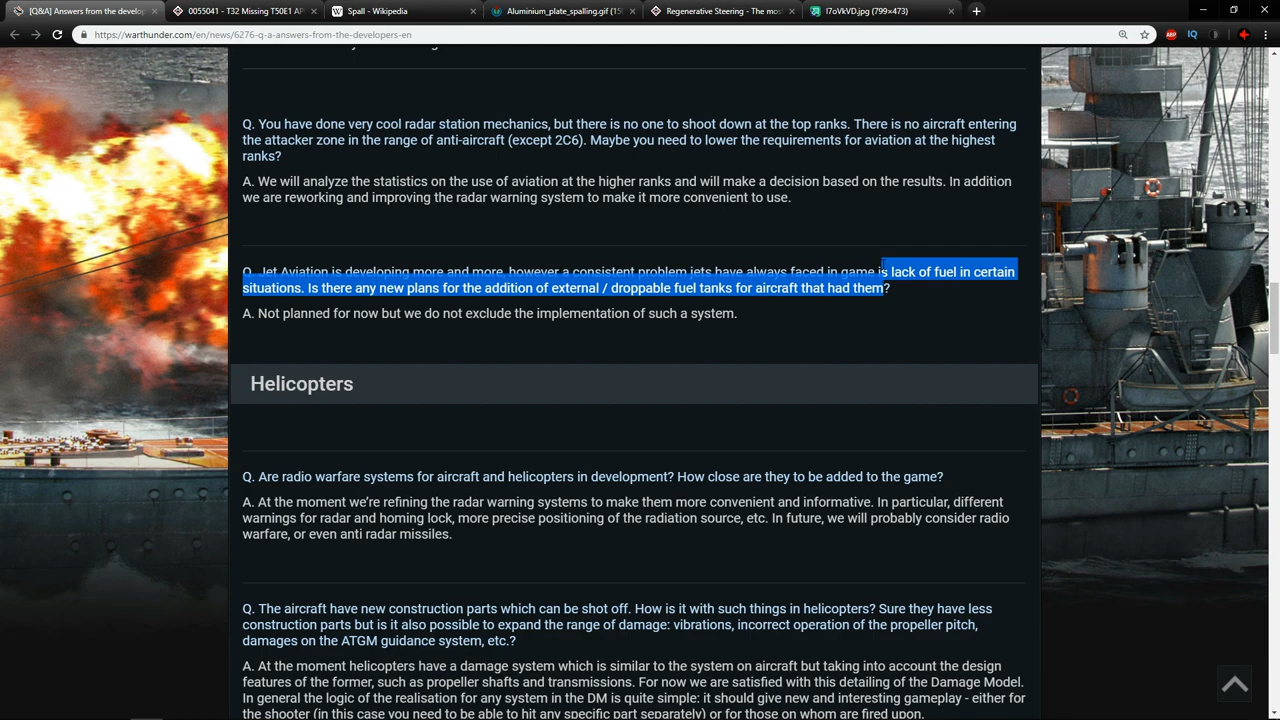 [Q&A] Answers from the develop
0055041 - T32 Missing T50E1 AP
Spall - Wikipedia
Aluminium_plate_spalling.gif (15
Regenerative Steering - The mos
I7oVkVD.jpg (799×473)
https://warthunder.com/en/news/6276-q-a-answers-from-the-developers-en
Q. You have done very cool radar station mechanics, but there is no one to shoot down at the top ranks. There is no aircraft entering
the attacker zone in the range of anti-aircraft (except 2C6). Maybe you need to lower the requirements for aviation at the highest
ranks?
A. We will analyze the statistics on the use of aviation at the higher ranks and will make a decision based on the results. In addition
we are reworking and improving the radar warning system to make it more convenient to use.
Q. Jet Aviation is developing more and more, however a consistent problem jets have always faced in game is lack of fuel in certain
situations. Is there any new plans for the addition of external / droppable fuel tanks for aircraft that had them?
A. Not planned for now but we do not exclude the implementation of such a system.
Helicopters
Q. Are radio warfare systems for aircraft and helicopters in development? How close are they to be added to the game?
A. At the moment we’re refining the radar warning systems to make them more convenient and informative. In particular, different
warnings for radar and homing lock, more precise positioning of the radiation source, etc. In future, we will probably consider radio
warfare, or even anti radar missiles.
Q. The aircraft have new construction parts which can be shot off. How is it with such things in helicopters? Sure they have less
construction parts but is it also possible to expand the range of damage: vibrations, incorrect operation of the propeller pitch,
damages on the ATGM guidance system, etc.?
A. At the moment helicopters have a damage system which is similar to the system on aircraft but taking into account the design
features of the former, such as propeller shafts and transmissions. For now we are satisfied with this detailing of the Damage Model.
In general the logic of the realisation for any system in the DM is quite simple: it should give new and interesting gameplay - either for
the shooter (in this case you need to be able to hit any specific part separately) or for those on whom are fired upon.